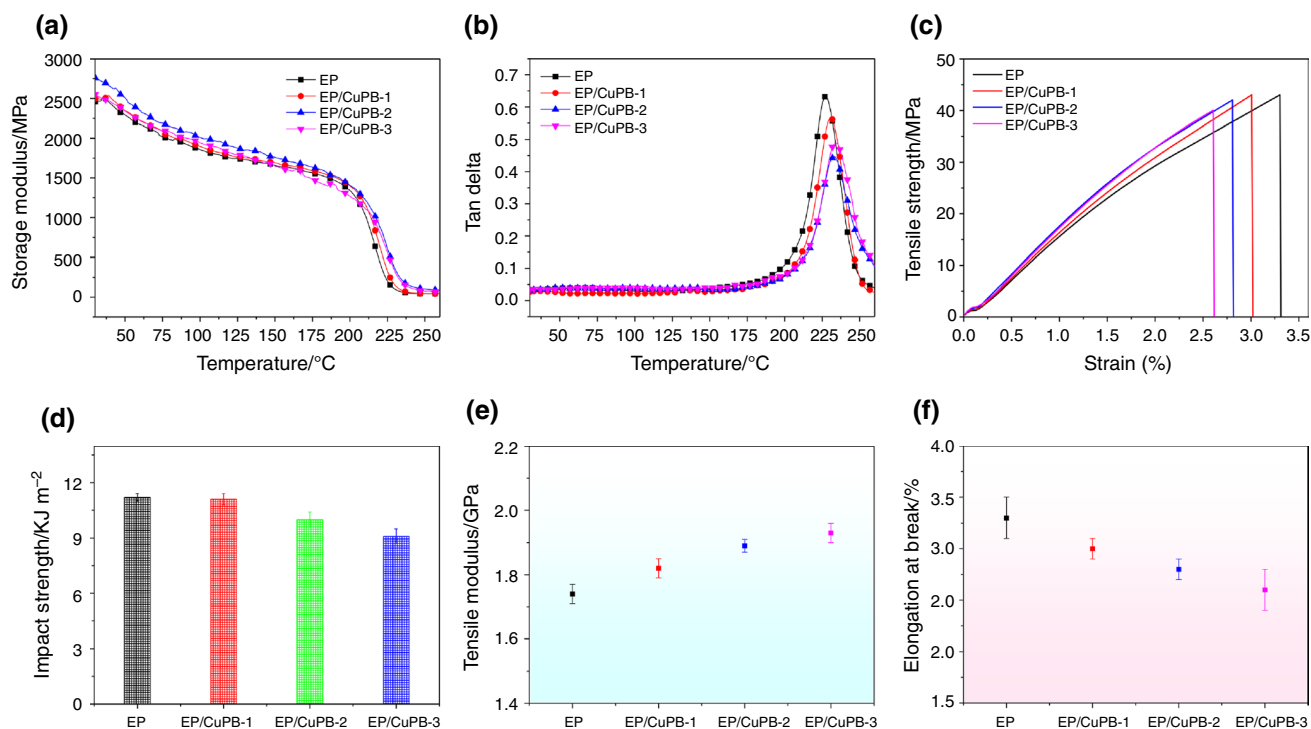 (a)
3000
2500
2000
1500
1000
500
0
Storage modulus/MPa
EP
EP/CuPB-1
EP/CuPB-2
EP/CuPB-3
50 75 100 125 150 175 200 225 250
Temperature/°C
(b)
0.7
0.6
0.5
0.4
0.3
0.2
0.1
0.0
Tan delta
EP
EP/CuPB-1
EP/CuPB-2
EP/CuPB-3
50 75 100 125 150 175 200 225 250
Temperature/°C
(c)
50
40
30
20
10
0
Tensile strength/MPa
EP
EP/CuPB-1
EP/CuPB-2
EP/CuPB-3
0.0 0.5 1.0 1.5 2.0 2.5 3.0 3.5
Strain (%)
(d)
12
9
6
3
0
Impact strength/KJ m⁻²
EP EP/CuPB-1 EP/CuPB-2 EP/CuPB-3
(e)
2.2
2.0
1.8
1.6
1.4
Tensile modulus/GPa
EP EP/CuPB-1 EP/CuPB-2 EP/CuPB-3
(f)
4.0
3.5
3.0
2.0
2.0
1.5
Elongation at break/%
EP EP/CuPB-1 EP/CuPB-2 EP/CuPB-3